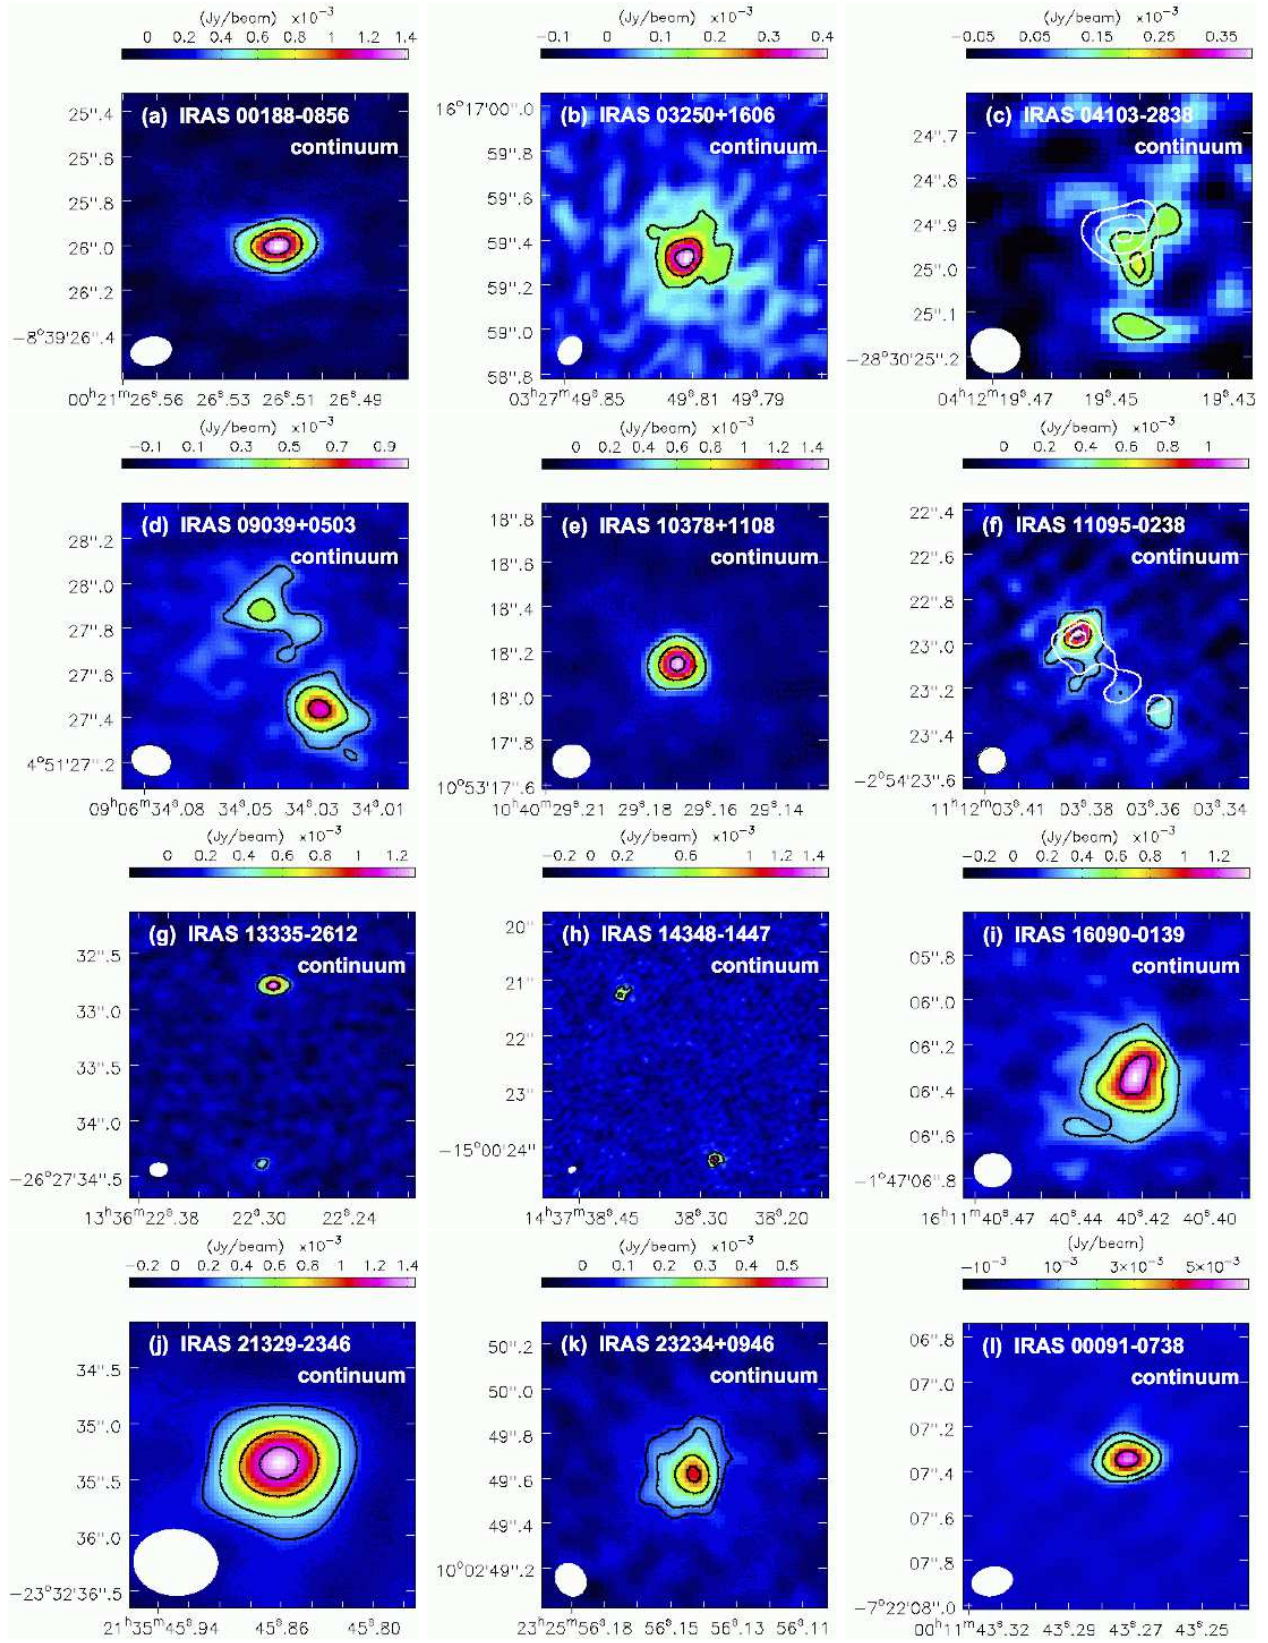 (Jy/beam) x10⁻³ (Jy/beam) x10⁻³ (Jy/beam) x10⁻³
0 0.2 0.4 0.6 0.8 1 1.2 1.4 −0.1 0 0.1 0.2 0.3 0.4 −0.05 0.05 0.15 0.25 0.35
(a) IRAS 00188-0856
continuum
25".4
25".6
25".8
26".0
26".2
−8°39'26".4
00ʰ21ᵐ26ˢ.56 26ˢ.53 26ˢ.51 26ˢ.49
(b) IRAS 03250+1606
continuum
16°17'00".0
59".8
59".6
59".4
59".2
59".0
58".8
03ʰ27ᵐ49ˢ.85 49ˢ.81 49ˢ.79
(c) IRAS 04103-2838
continuum
24".7
24".8
24".9
25".0
25".1
−28°30'25".2
04ʰ12ᵐ19ˢ.47 19ˢ.45 19ˢ.43
(Jy/beam) x10⁻³ (Jy/beam) x10⁻³ (Jy/beam) x10⁻³
−0.1 0.1 0.3 0.5 0.7 0.9 0 0.2 0.4 0.6 0.8 1 1.2 1.4 0 0.2 0.4 0.6 0.8 1
(d) IRAS 09039+0503
continuum
28".2
28".0
27".8
27".6
27".4
4°51'27".2
09ʰ06ᵐ34ˢ.08 34ˢ.05 34ˢ.03 34ˢ.01
(e) IRAS 10378+1108
continuum
18".8
18".6
18".4
18".2
18".0
17".8
10°53'17".6
10ʰ40ᵐ29ˢ.21 29ˢ.18 29ˢ.16 29ˢ.14
(f) IRAS 11095-0238
continuum
22".4
22".6
22".8
23".0
23".2
23".4
−2°54'23".6
11ʰ12ᵐ03ˢ.41 03ˢ.38 03ˢ.36 03ˢ.34
(Jy/beam) x10⁻³ (Jy/beam) x10⁻³ (Jy/beam) x10⁻³
0 0.2 0.4 0.6 0.8 1 1.2 −0.2 0 0.2 0.6 1 1.2 1.4 −0.2 0 0.2 0.4 0.6 0.8 1 1.2
(g) IRAS 13335-2612
continuum
32".5
33".0
33".5
34".0
−26°27'34".5
13ʰ36ᵐ22ˢ.38 22ˢ.30 22ˢ.24
(h) IRAS 14348-1447
continuum
20"
21"
22"
23"
−15°00'24"
14ʰ37ᵐ38ˢ.45 38ˢ.30 38ˢ.20
(i) IRAS 16090-0139
continuum
05".8
06".0
06".2
06".4
06".6
−1°47'06".8
16ʰ11ᵐ40ˢ.47 40ˢ.44 40ˢ.42 40ˢ.40
(Jy/beam) x10⁻³ (Jy/beam) x10⁻³ (Jy/beam)
−0.2 0 0.2 0.4 0.6 0.8 1 1.2 1.4 0 0.1 0.2 0.3 0.4 0.5 −10⁻³ 10⁻³ 3×10⁻³ 5×10⁻³
(j) IRAS 21329-2346
continuum
34".5
35".0
35".5
36".0
−23°32'36".5
21ʰ35ᵐ45ˢ.94 45ˢ.86 45ˢ.80
(k) IRAS 23234+0946
continuum
50".2
50".0
49".8
49".6
49".4
10°02'49".2
23ʰ25ᵐ56ˢ.18 56ˢ.15 56ˢ.13 56ˢ.11
(l) IRAS 00091-0738
continuum
06".8
07".0
07".2
07".4
07".6
07".8
−7°22'08".0
00ʰ11ᵐ43ˢ.32 43ˢ.29 43ˢ.27 43ˢ.25